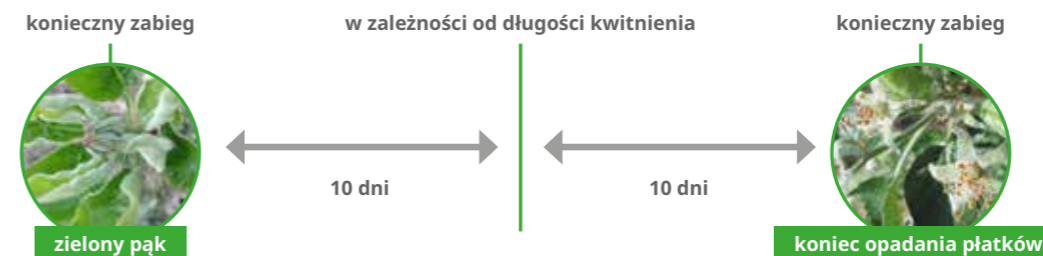 konieczny zabieg
w zależności od długości kwitnienia
konieczny zabieg
10 dni
10 dni
zielony pąk
koniec opadania płatków